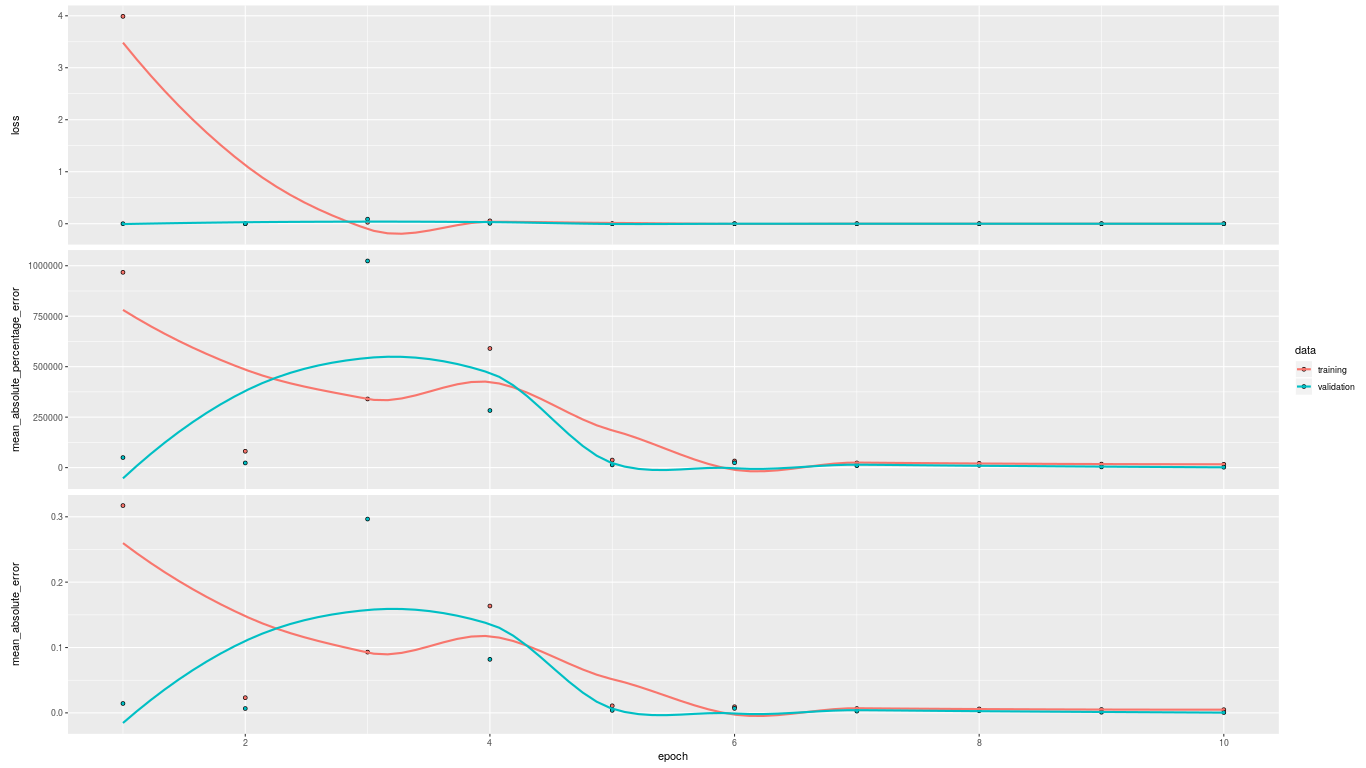 loss
4
3
2
1
0
mean_absolute_percentage_error
1000000
750000
500000
250000
0
mean_absolute_error
0.3
0.2
0.1
0.0
2
4
6
8
10
epoch
data
training
validation